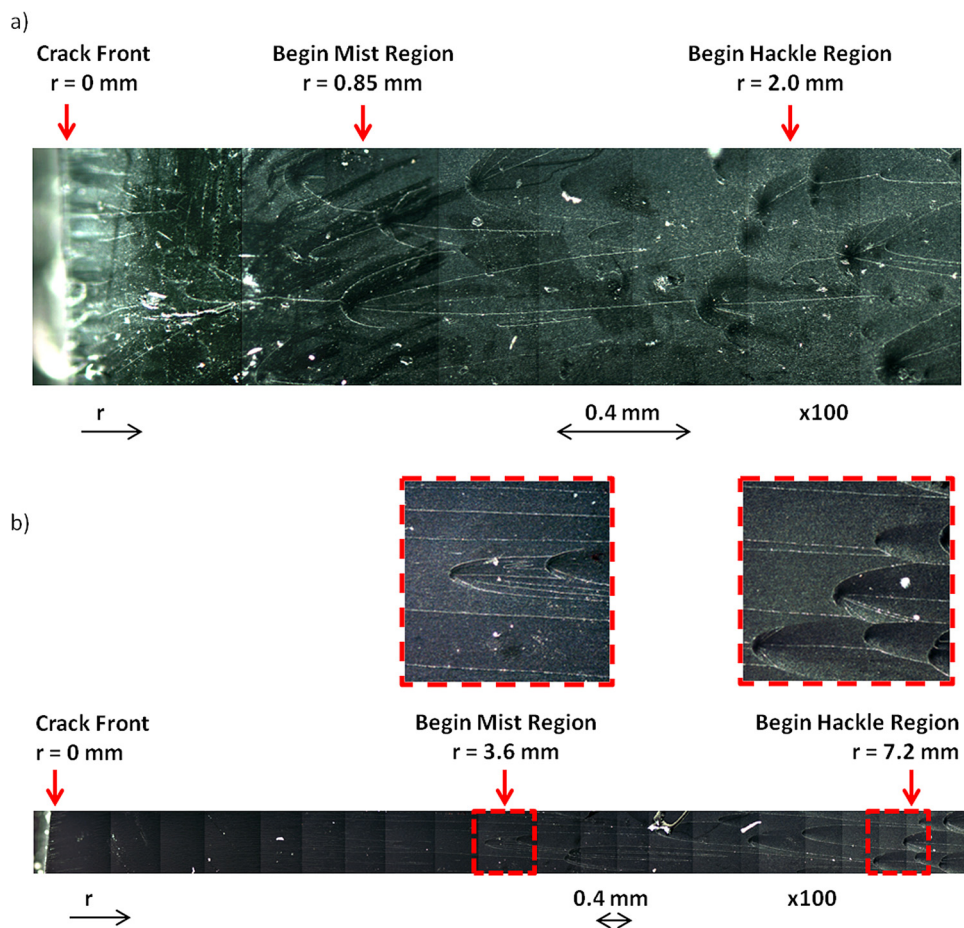 a)
Crack Front
r = 0 mm
Begin Mist Region
r = 0.85 mm
Begin Hackle Region
r = 2.0 mm
r
0.4 mm
x100
b)
Crack Front
r = 0 mm
Begin Mist Region
r = 3.6 mm
Begin Hackle Region
r = 7.2 mm
r
0.4 mm
x100